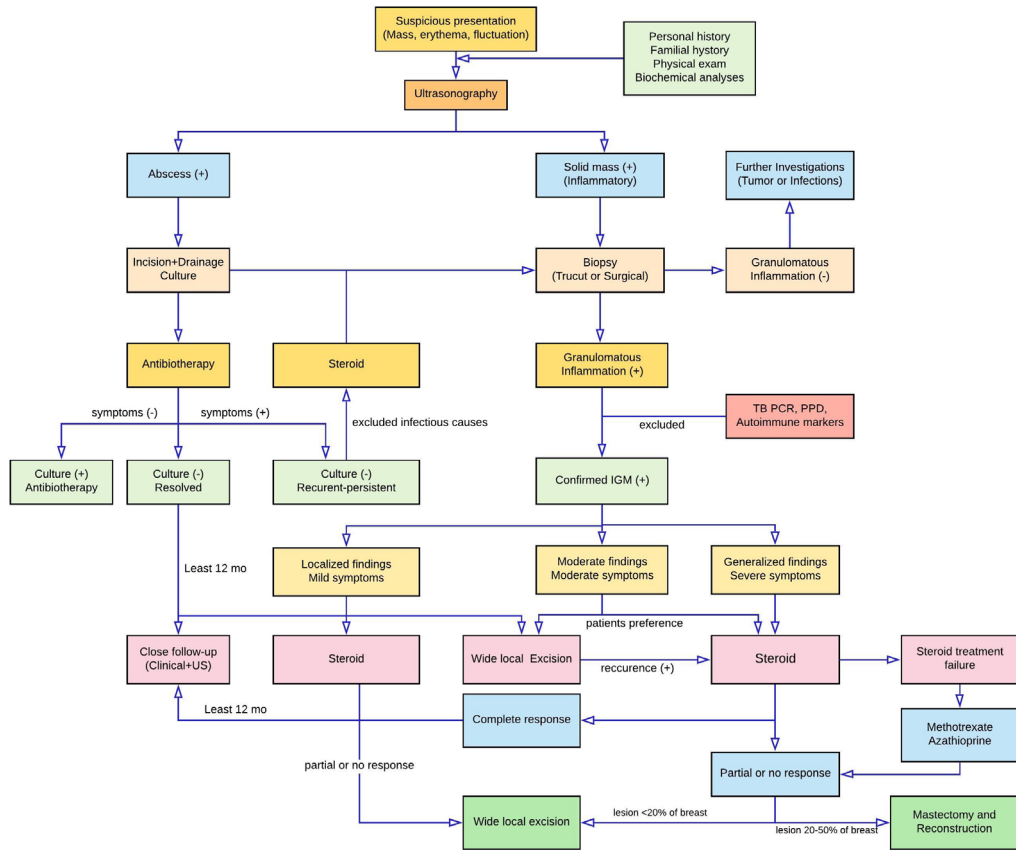 Suspicious presentation
(Mass, erythema, fluctuation)
Personal history
Familial hystory
Physical exam
Biochemical analyses
Ultrasonography
Abscess (+)
Solid mass (+)
(Inflammatory)
Further Investigations
(Tumor or Infections)
Incision+Drainage
Culture
Biopsy
(Trucut or Surgical)
Granulomatous
Inflammation (-)
Antibiotherapy
Steroid
Granulomatous
Inflammation (+)
symptoms (-)
symptoms (+)
excluded infectious causes
excluded
TB PCR, PPD,
Autoimmune markers
Culture (+)
Antibiotherapy
Culture (-)
Resolved
Culture (-)
Recurent-persistent
Confirmed IGM (+)
Least 12 mo
Localized findings
Mild symptoms
Moderate findings
Moderate symptoms
Generalized findings
Severe symptoms
patients preference
Close follow-up
(Clinical+US)
Steroid
Wide local Excision
reccurence (+)
Steroid
Steroid treatment
failure
Least 12 mo
Complete response
Methotrexate
Azathioprine
partial or no response
Partial or no response
Wide local excision
lesion <20% of breast
lesion 20-50% of breast
Mastectomy and
Reconstruction